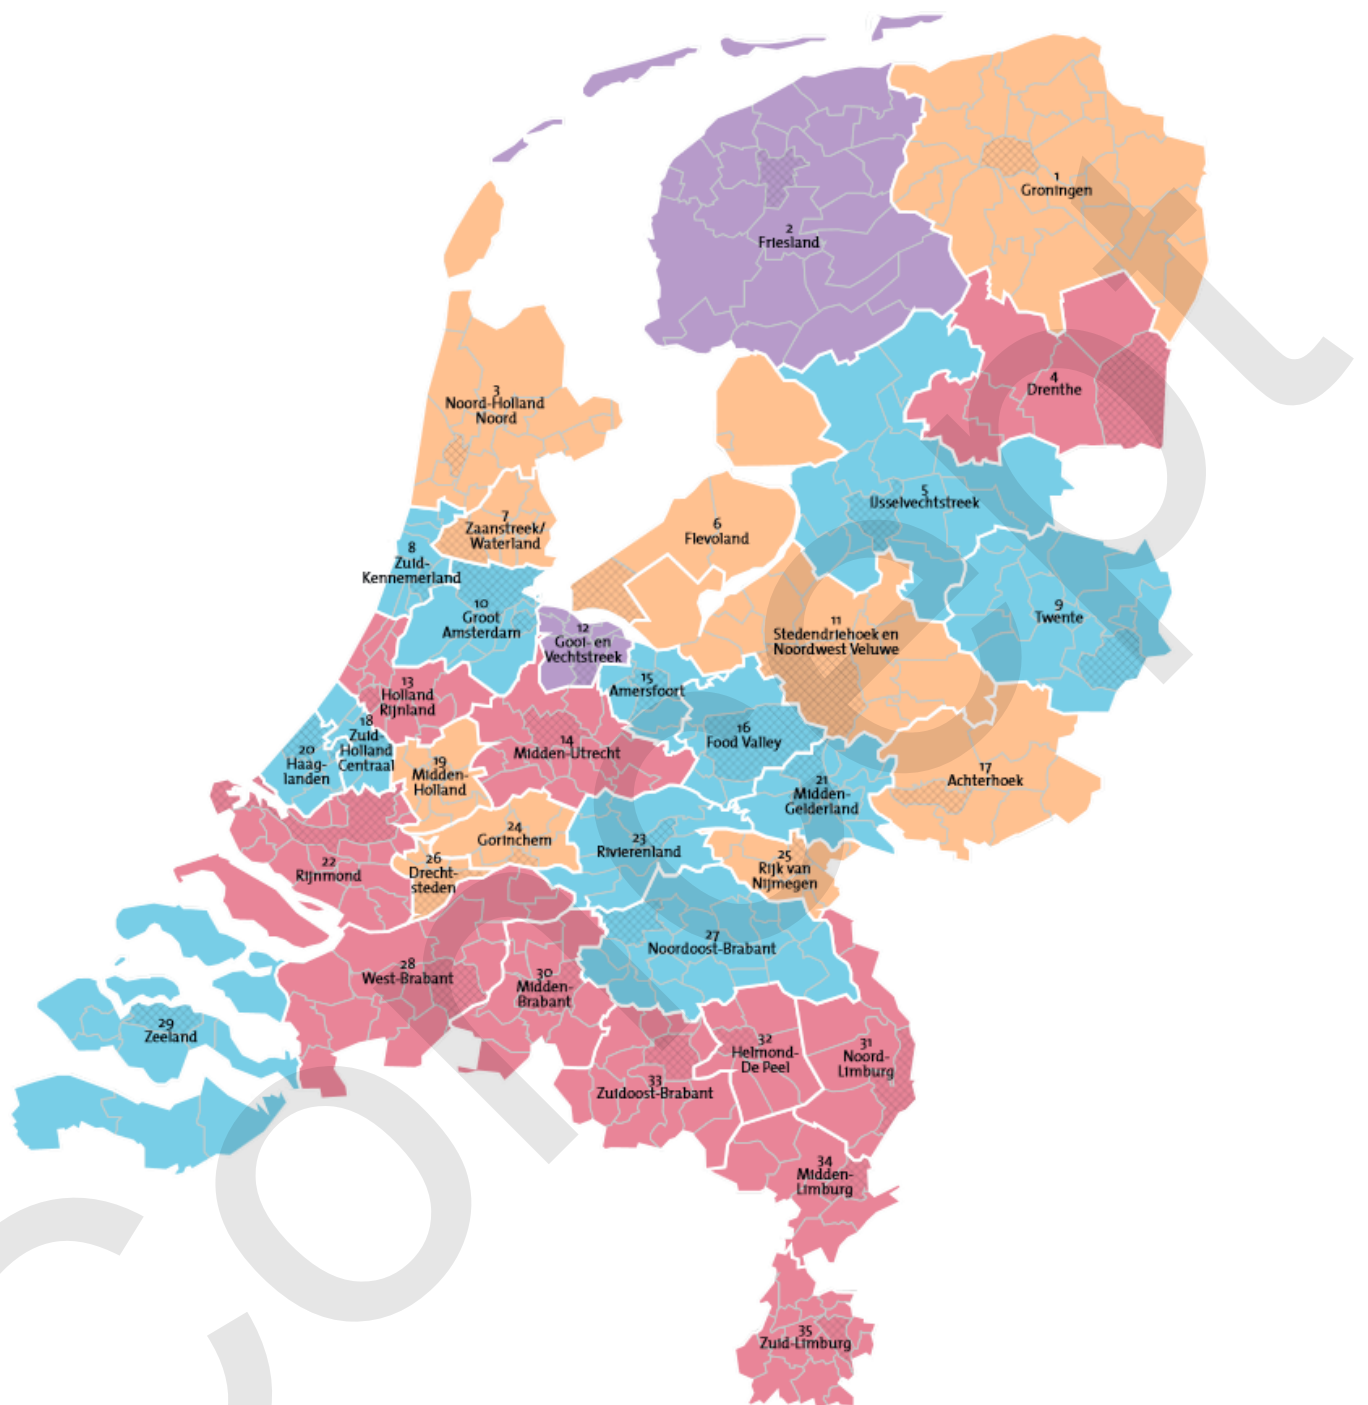 1
Groningen
2
Friesland
3
Noord-Holland
Noord
4
Drenthe
5
IJsselvechtstreek
6
Flevoland
7
Zaanstreek/
Waterland
8
Zuid-
Kennemerland
9
Twente
10
Groot
Amsterdam
11
Stedendriehoek en
Noordwest Veluwe
12
Gooi- en
Vechtstreek
13
Holland
Rijnland
14
Midden-Utrecht
15
Amersfoort
16
Food Valley
17
Achterhoek
18
Zuid-
Holland
Centraal
19
Midden-
Holland
20
Haag-
landen
21
Midden-
Gelderland
22
Rijnmond
23
Rivierenland
24
Gorinchem
25
Rijk van
Nijmegen
26
Drecht-
steden
27
Noordoost-Brabant
28
West-Brabant
29
Zeeland
30
Midden-
Brabant
31
Noord-
Limburg
32
Helmond-
De Peel
33
Zuidoost-Brabant
34
Midden-
Limburg
35
Zuid-Limburg
concept